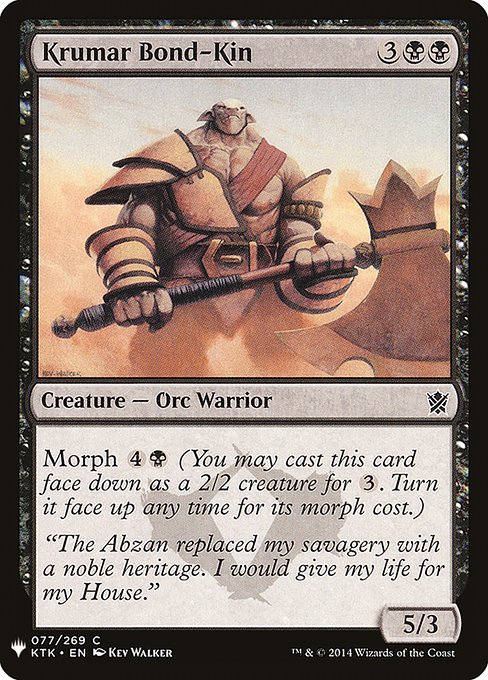 Krumar Bond-Kin 3
KEV WALKER
Creature — Orc Warrior
Morph 4 (You may cast this card
face down as a 2/2 creature for 3. Turn
it face up any time for its morph cost.)
“The Abzan replaced my savagery with
a noble heritage. I would give my life for
my House.”
5/3
077/269 C
KTK • EN Kev Walker
™ & © 2014 Wizards of the Coast